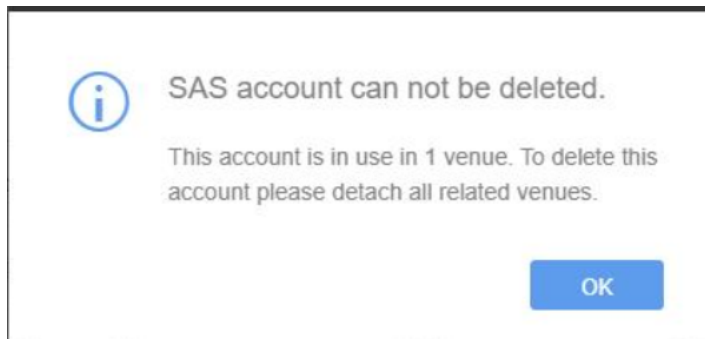 SAS account can not be deleted.
This account is in use in 1 venue. To delete this
account please detach all related venues.
OK